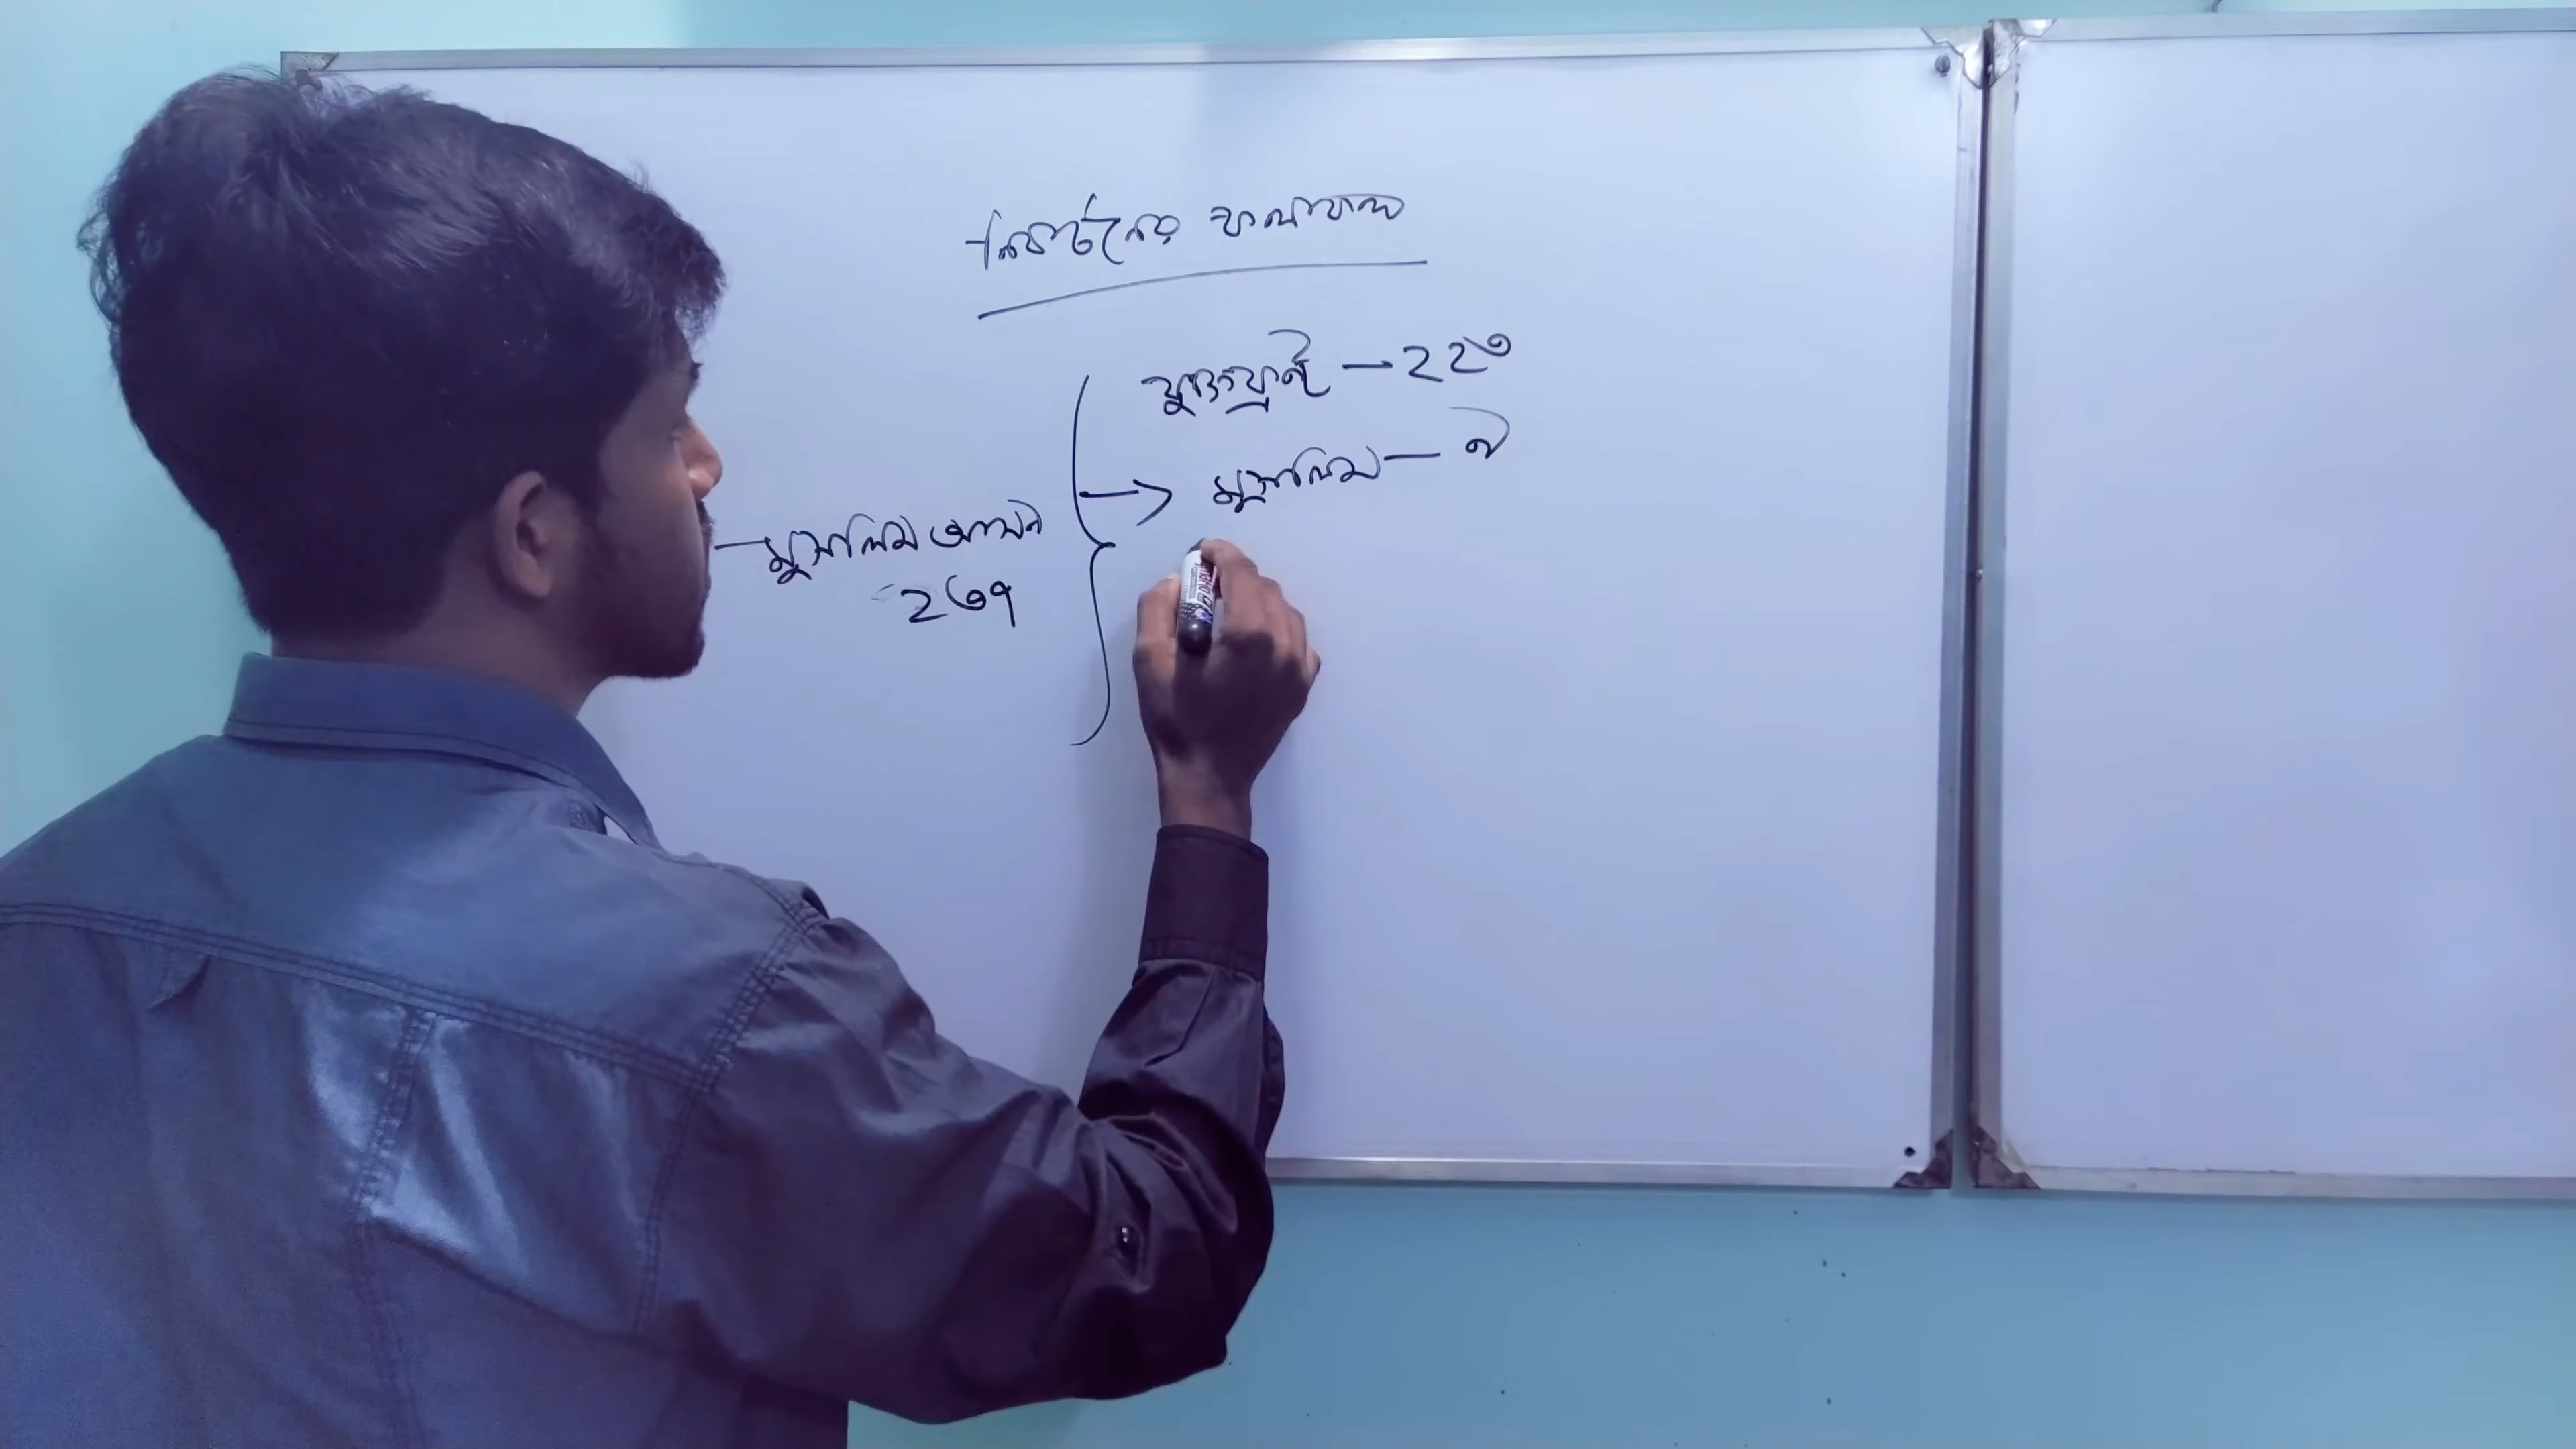 নির্বাচনের ফলাফল
যুক্তফ্রন্ট — ২২৩
→ মুসলিম — ৯
মুসলিম আসন
২৩৭